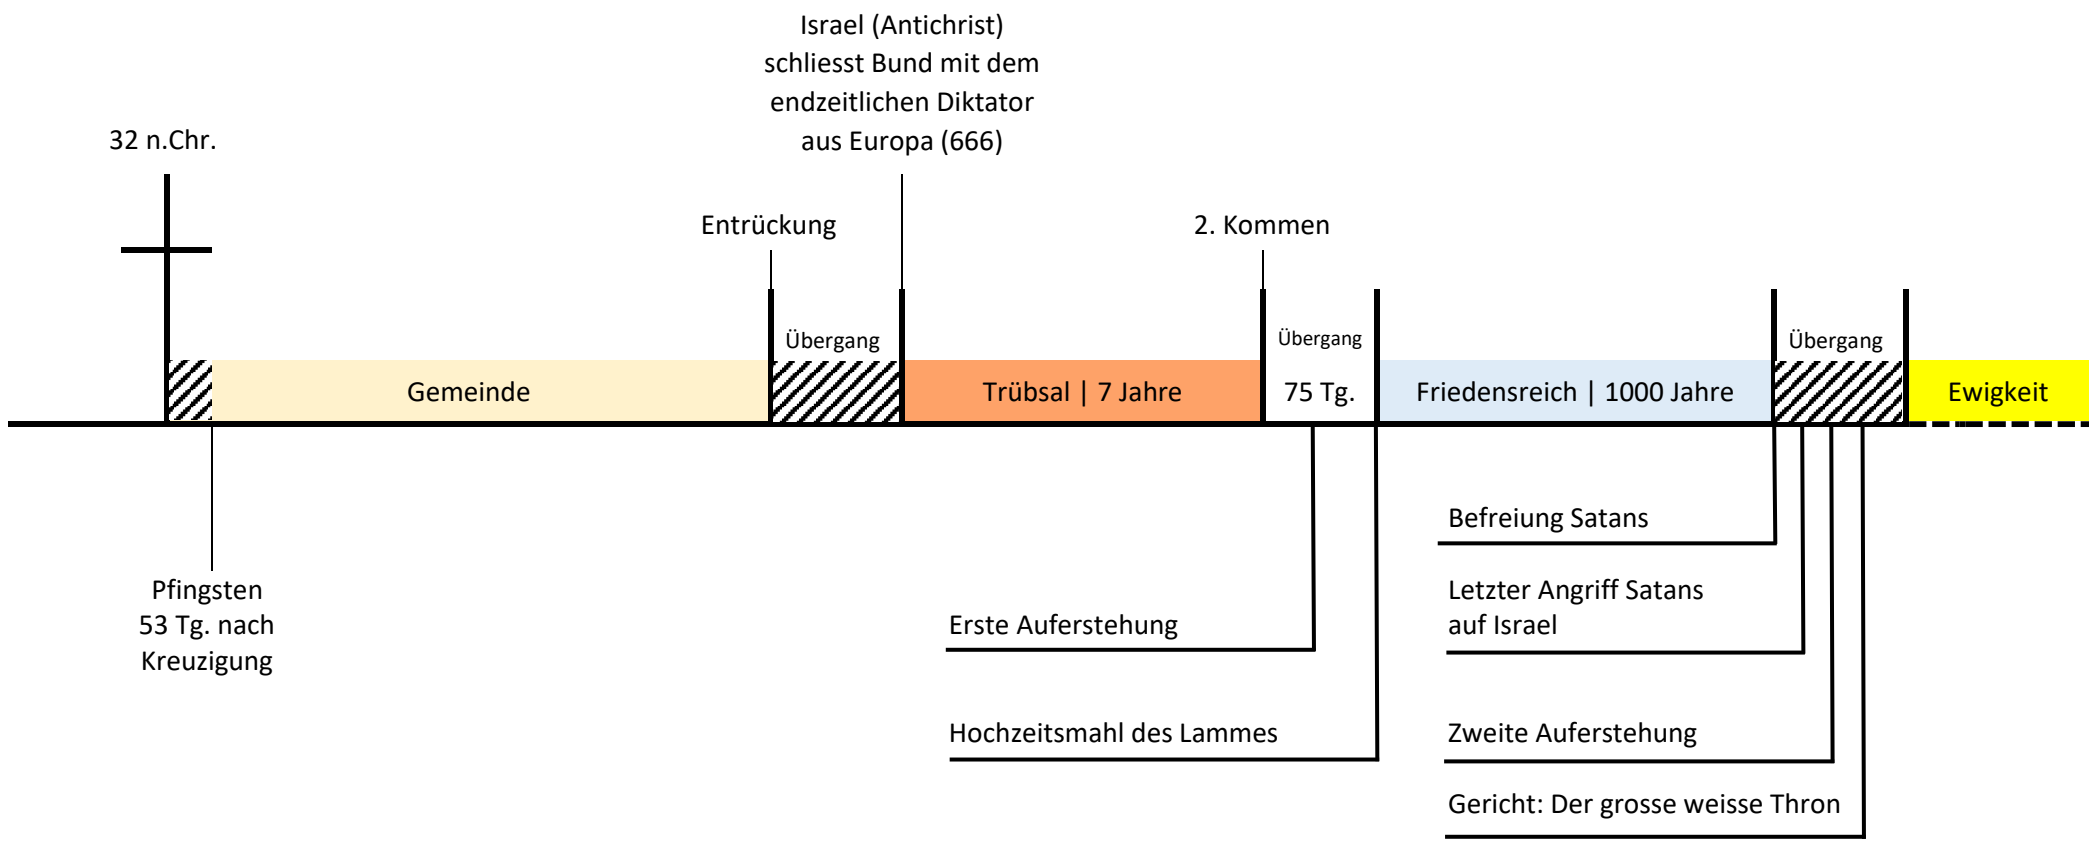 Israel (Antichrist)
schliesst Bund mit dem
endzeitlichen Diktator
aus Europa (666)
32 n.Chr.
Entrückung
2. Kommen
Übergang
Übergang
Übergang
Gemeinde
Trübsal | 7 Jahre
75 Tg.
Friedensreich | 1000 Jahre
Ewigkeit
Pfingsten
53 Tg. nach
Kreuzigung
Erste Auferstehung
Hochzeitsmahl des Lammes
Befreiung Satans
Letzter Angriff Satans
auf Israel
Zweite Auferstehung
Gericht: Der grosse weisse Thron